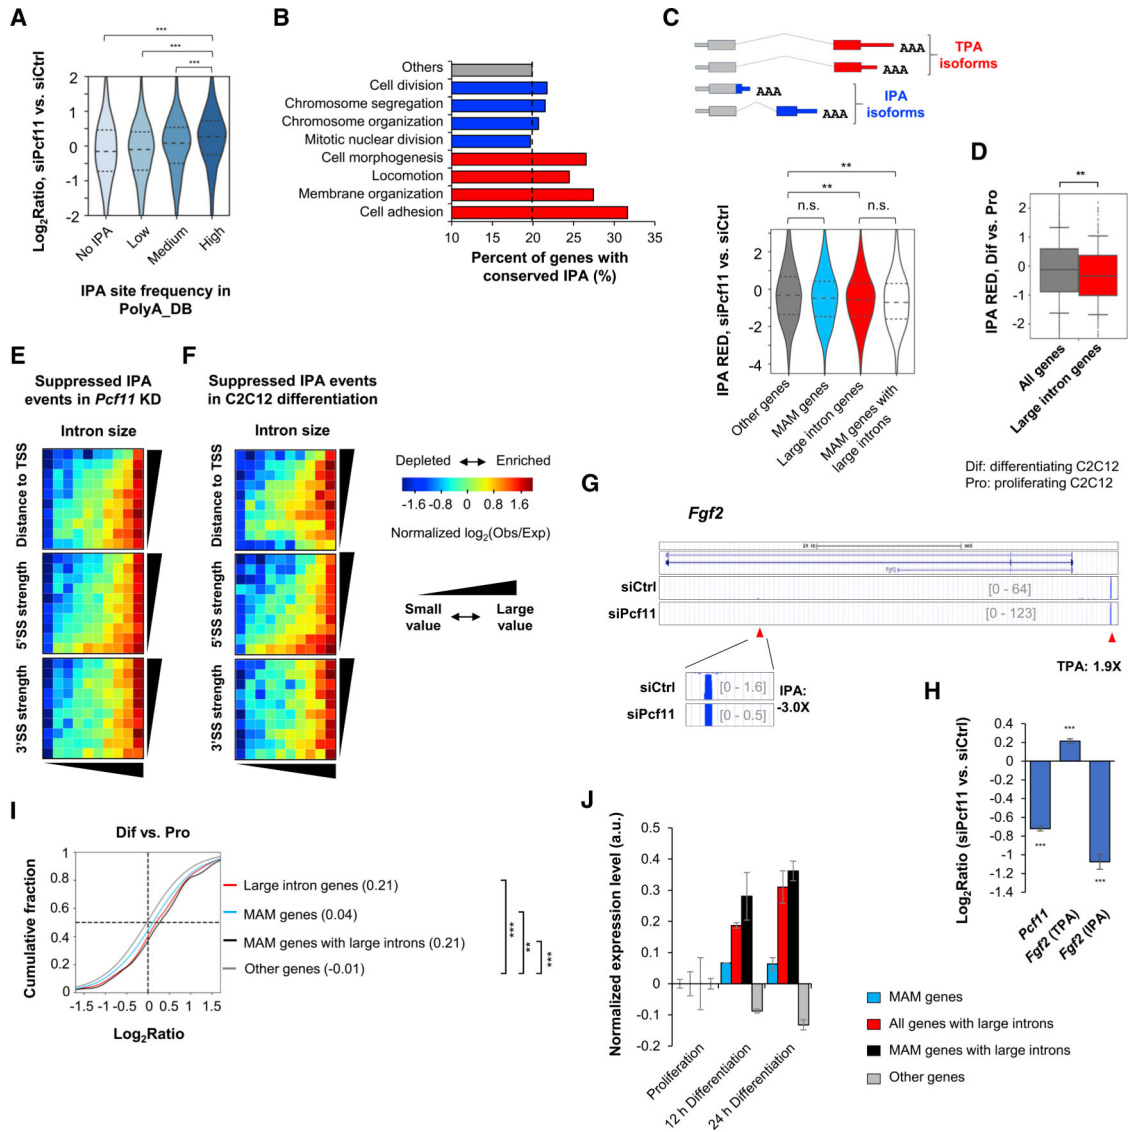 A
Log2Ratio, siPcf11 vs. siCtrl
***
***
***
2
1
0
-1
-2
No IPA
Low
Medium
High
IPA site frequency in
PolyA_DB
B
Others
Cell division
Chromosome segregation
Chromosome organization
Mitotic nuclear division
Cell morphogenesis
Locomotion
Membrane organization
Cell adhesion
10 15 20 25 30 35
Percent of genes with
conserved IPA (%)
C
AAA
AAA
TPA
isoforms
AAA
AAA
IPA
isoforms
IPA RED, siPcf11 vs. siCtrl
**
**
n.s.
n.s.
2
0
-2
-4
Other genes
MAM genes
Large intron genes
MAM genes with
large introns
D
IPA RED, Dif vs. Pro
**
2
1
0
-1
-2
All genes
Large intron genes
Dif: differentiating C2C12
Pro: proliferating C2C12
E
Suppressed IPA
events in Pcf11 KD
Intron size
Distance to TSS
5'SS strength
3'SS strength
F
Suppressed IPA events
in C2C12 differentiation
Intron size
Distance to TSS
5'SS strength
3'SS strength
Depleted Enriched
-1.6 -0.8 0 0.8 1.6
Normalized log2(Obs/Exp)
Small
value
Large
value
G
Fgf2
Fgf2
siCtrl
[0 - 64]
siPcf11
[0 - 123]
TPA: 1.9X
siCtrl
[0 - 1.6]
siPcf11
[0 - 0.5]
IPA:
-3.0X
H
Log2Ratio (siPcf11 vs. siCtrl)
0.4
0.2
0
-0.2
-0.4
-0.6
-0.8
-1
-1.2
-1.4
***
***
***
Pcf11
Fgf2 (TPA)
Fgf2 (IPA)
I
Dif vs. Pro
Cumulative fraction
1
0.8
0.6
0.4
0.2
0
-1.5 -1 -0.5 0 0.5 1 1.5
Log2Ratio
Large intron genes (0.21)
MAM genes (0.04)
MAM genes with large introns (0.21)
Other genes (-0.01)
***
**
***
J
Normalized expression level (a.u.)
0.5
0.4
0.3
0.2
0.1
0
-0.1
-0.2
Proliferation
12 h Differentiation
24 h Differentiation
MAM genes
All genes with large introns
MAM genes with large introns
Other genes